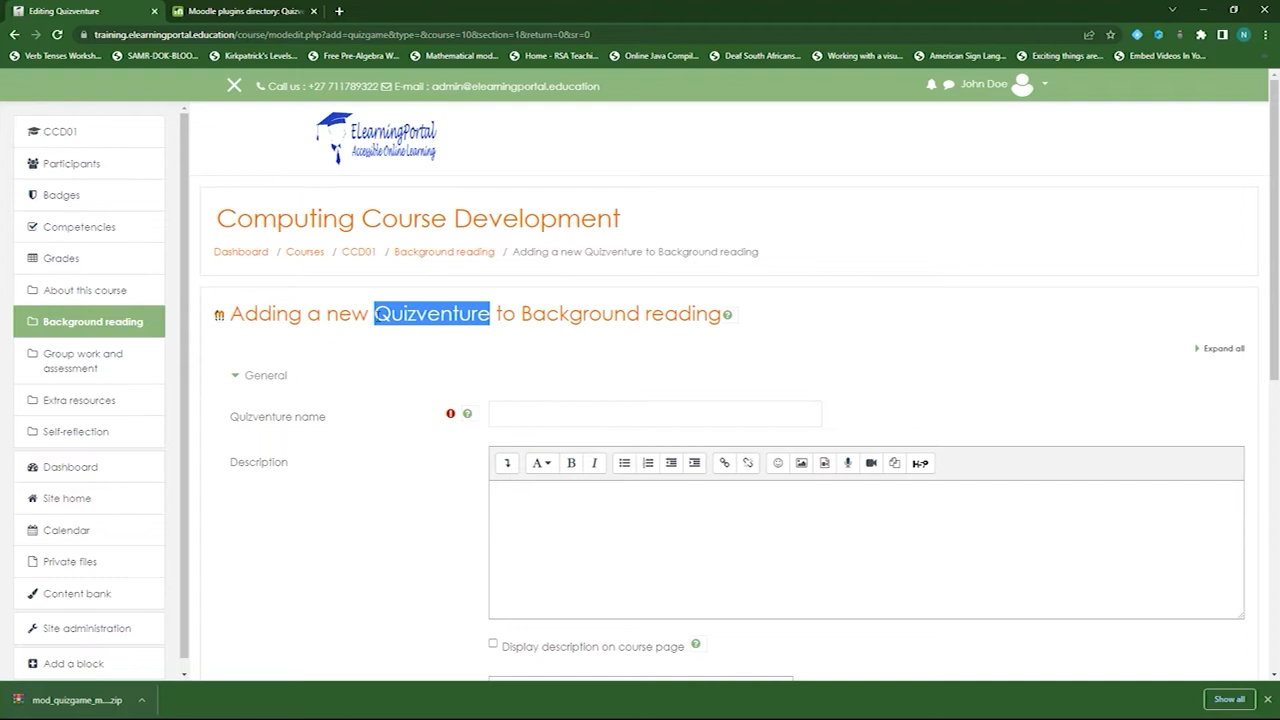 Editing Quizventure
Moodle plugins directory: Quizv
training.elearningportal.education/course/modedit.php?add=quizgame&type=&course=10&section=1&return=0&sr=0
Verb Tenses Worksh...
SAMR-DOK-BLOO...
Kirkpatrick's Levels...
Free Pre-Algebra W...
Mathematical mod...
Home - RSA Teachi...
Online Java Compil...
Deaf South Africans...
Working with a visu...
American Sign Lang...
Exciting things are...
Embed Videos In Yo...
Call us : +27 711789322 E-mail : admin@elearningportal.education
John Doe
ElearningPortal
Accessible Online Learning
CCD01
Participants
Badges
Competencies
Grades
About this course
Background reading
Group work and
assessment
Extra resources
Self-reflection
Dashboard
Site home
Calendar
Private files
Content bank
Site administration
Add a block
Computing Course Development
Dashboard / Courses / CCD01 / Background reading / Adding a new Quizventure to Background reading
Adding a new Quizventure to Background reading
Expand all
General
Quizventure name
Description
A B I
H-P
Display description on course page
mod_quizgame_m....zip
Show all